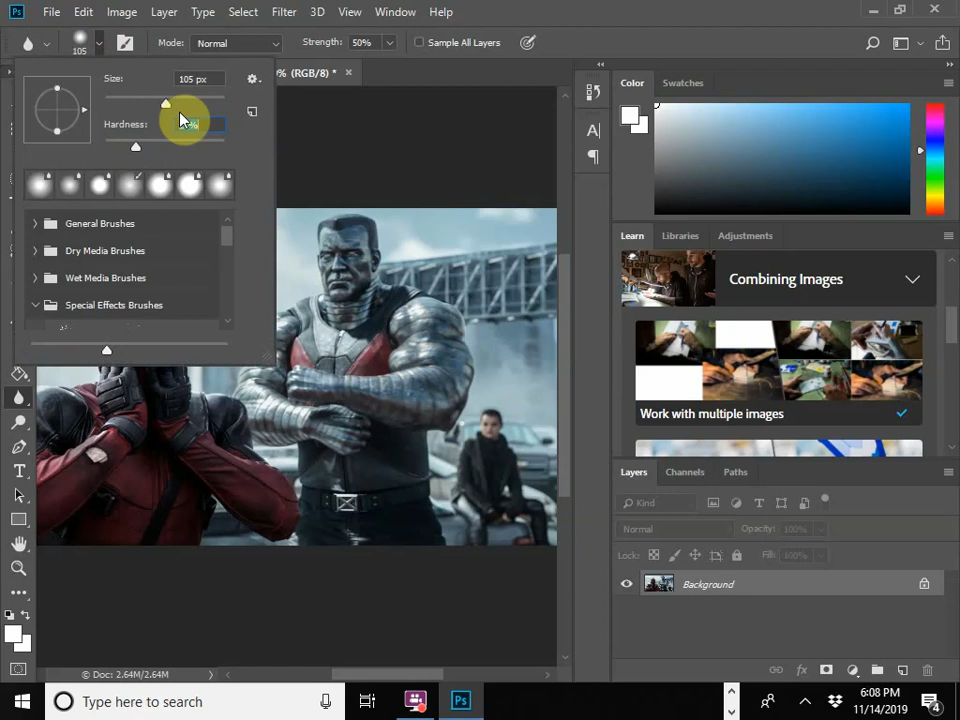 Ps File Edit Image Layer Type Select Filter 3D View Window Help
105 Mode: Normal Strength: 50% Sample All Layers
0% (RGB/8) * ×
Size: 105 px
Hardness:
General Brushes
Dry Media Brushes
Wet Media Brushes
Special Effects Brushes
Color Swatches
Learn Libraries Adjustments
Combining Images
Work with multiple images
Layers Channels Paths
Kind
Normal Opacity: 100%
Lock: Fill: 100%
Background
Doc: 2.64M/2.64M
Type here to search
Ps
6:08 PM
11/14/2019
4